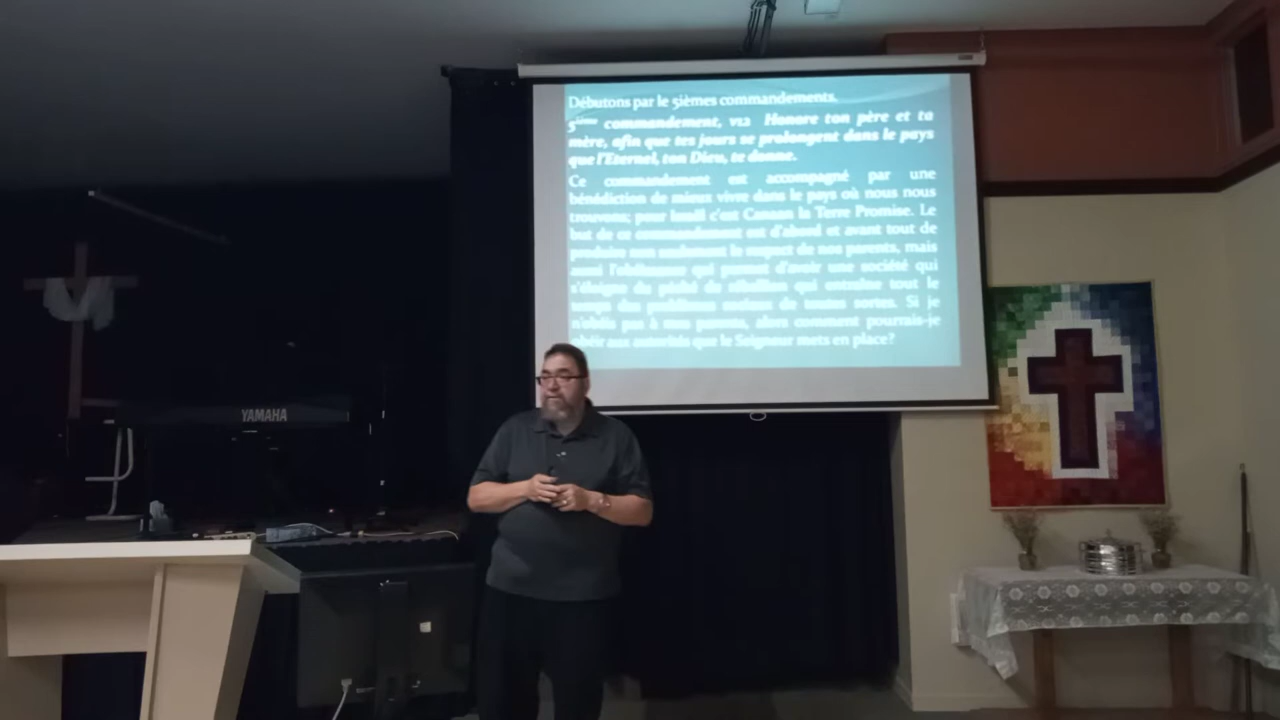 Débutons par le 5ièmes commandements.
5ième commandement, v12 Honore ton père et ta
mère, afin que tes jours se prolongent dans le pays
que l'Eternel, ton Dieu, te donne.
Ce commandement est accompagné par une
bénédiction de mieux vivre dans le pays où nous nous
trouvons; pour Israël c'est Canaan la Terre Promise. Le
but de ce commandement est d'abord et avant tout de
produire non seulement le respect de nos parents, mais
aussi l'obéissance qui permet d'avoir une société qui
s'éloigne du péché de rébellion qui entraîne tout le
monde de toutes sortes. Si je
n'obéis pas à mes parents, alors comment pourrais-je
obéir aux autorités que le Seigneur mets en place?
YAMAHA